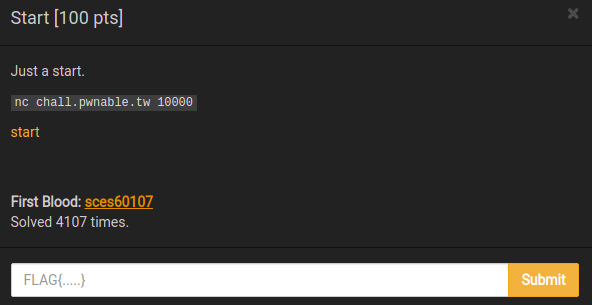 Start [100 pts]
×
Just a start.
nc chall.pwnable.tw 10000
start
First Blood: sces60107
Solved 4107 times.
FLAG{.....}
Submit